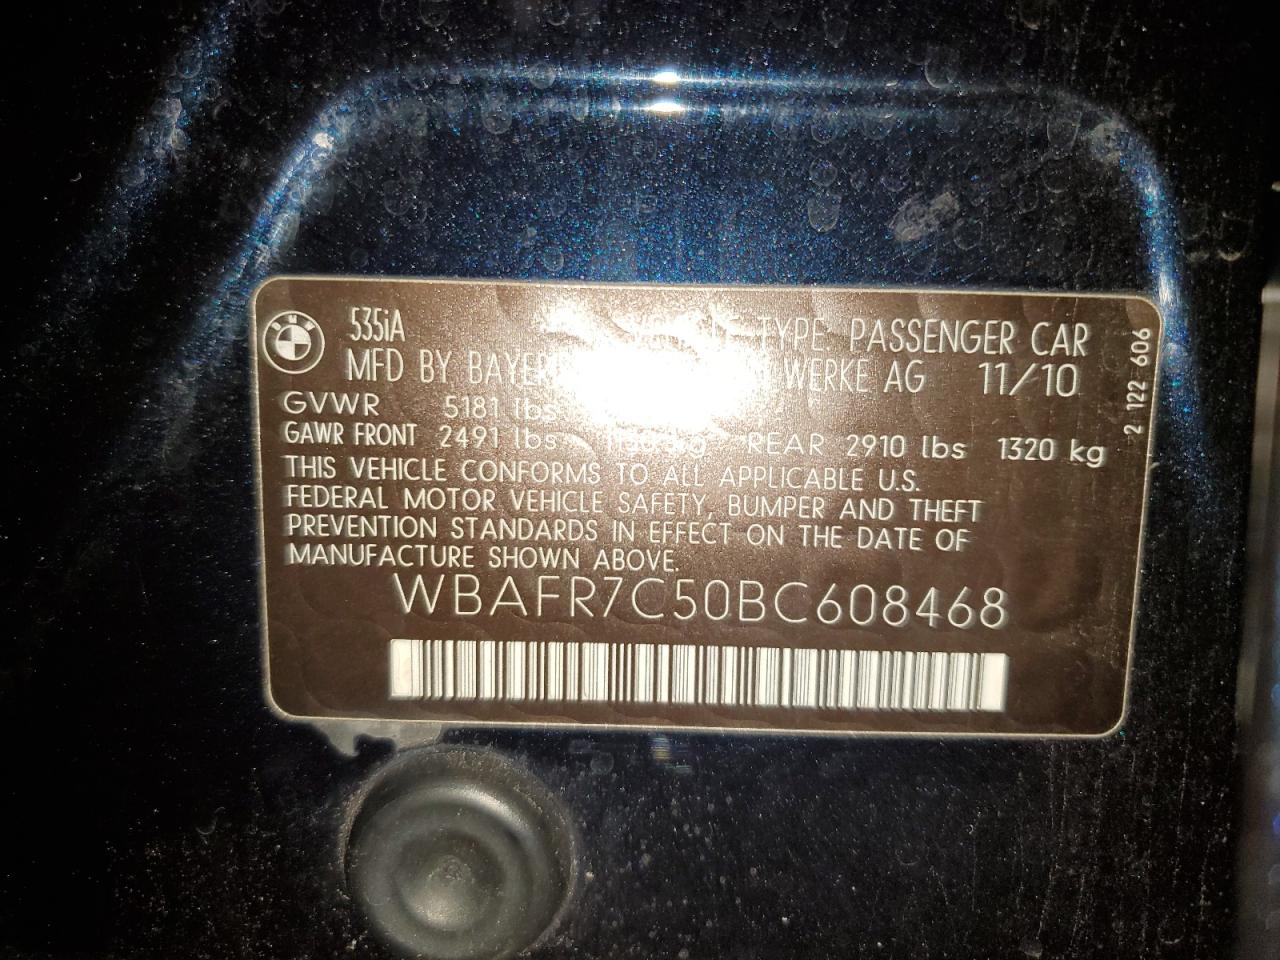 BMW
535iA TYPE PASSENGER CAR
MFD BY WERKE AG 11/10
GVWR 5181 lbs
GAWR FRONT 2491 lbs kg REAR 2910 lbs 1320 kg
THIS VEHICLE CONFORMS TO ALL APPLICABLE U.S.
FEDERAL MOTOR VEHICLE SAFETY, BUMPER AND THEFT
PREVENTION STANDARDS IN EFFECT ON THE DATE OF
MANUFACTURE SHOWN ABOVE.
WBAFR7C50BC608468
2 122 606